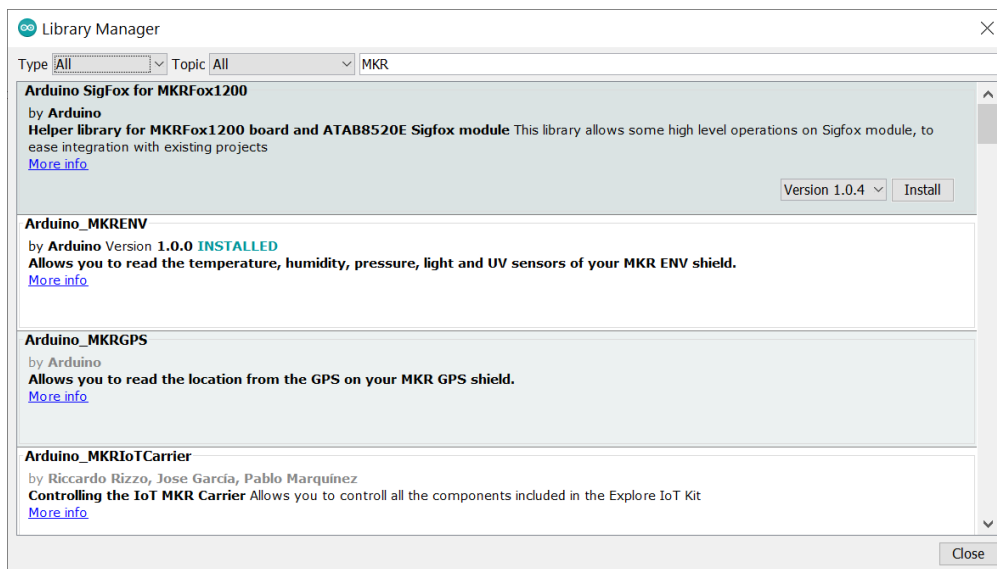 Library Manager
Type All Topic All MKR
Arduino SigFox for MKRFox1200
by Arduino
Helper library for MKRFox1200 board and ATAB8520E Sigfox module This library allows some high level operations on Sigfox module, to
ease integration with existing projects
More info
Version 1.0.4 Install
Arduino_MKRENV
by Arduino Version 1.0.0 INSTALLED
Allows you to read the temperature, humidity, pressure, light and UV sensors of your MKR ENV shield.
More info
Arduino_MKRGPS
by Arduino
Allows you to read the location from the GPS on your MKR GPS shield.
More info
Arduino_MKRIoTCarrier
by Riccardo Rizzo, Jose García, Pablo Marquínez
Controlling the IoT MKR Carrier Allows you to controll all the components included in the Explore IoT Kit
More info
Close